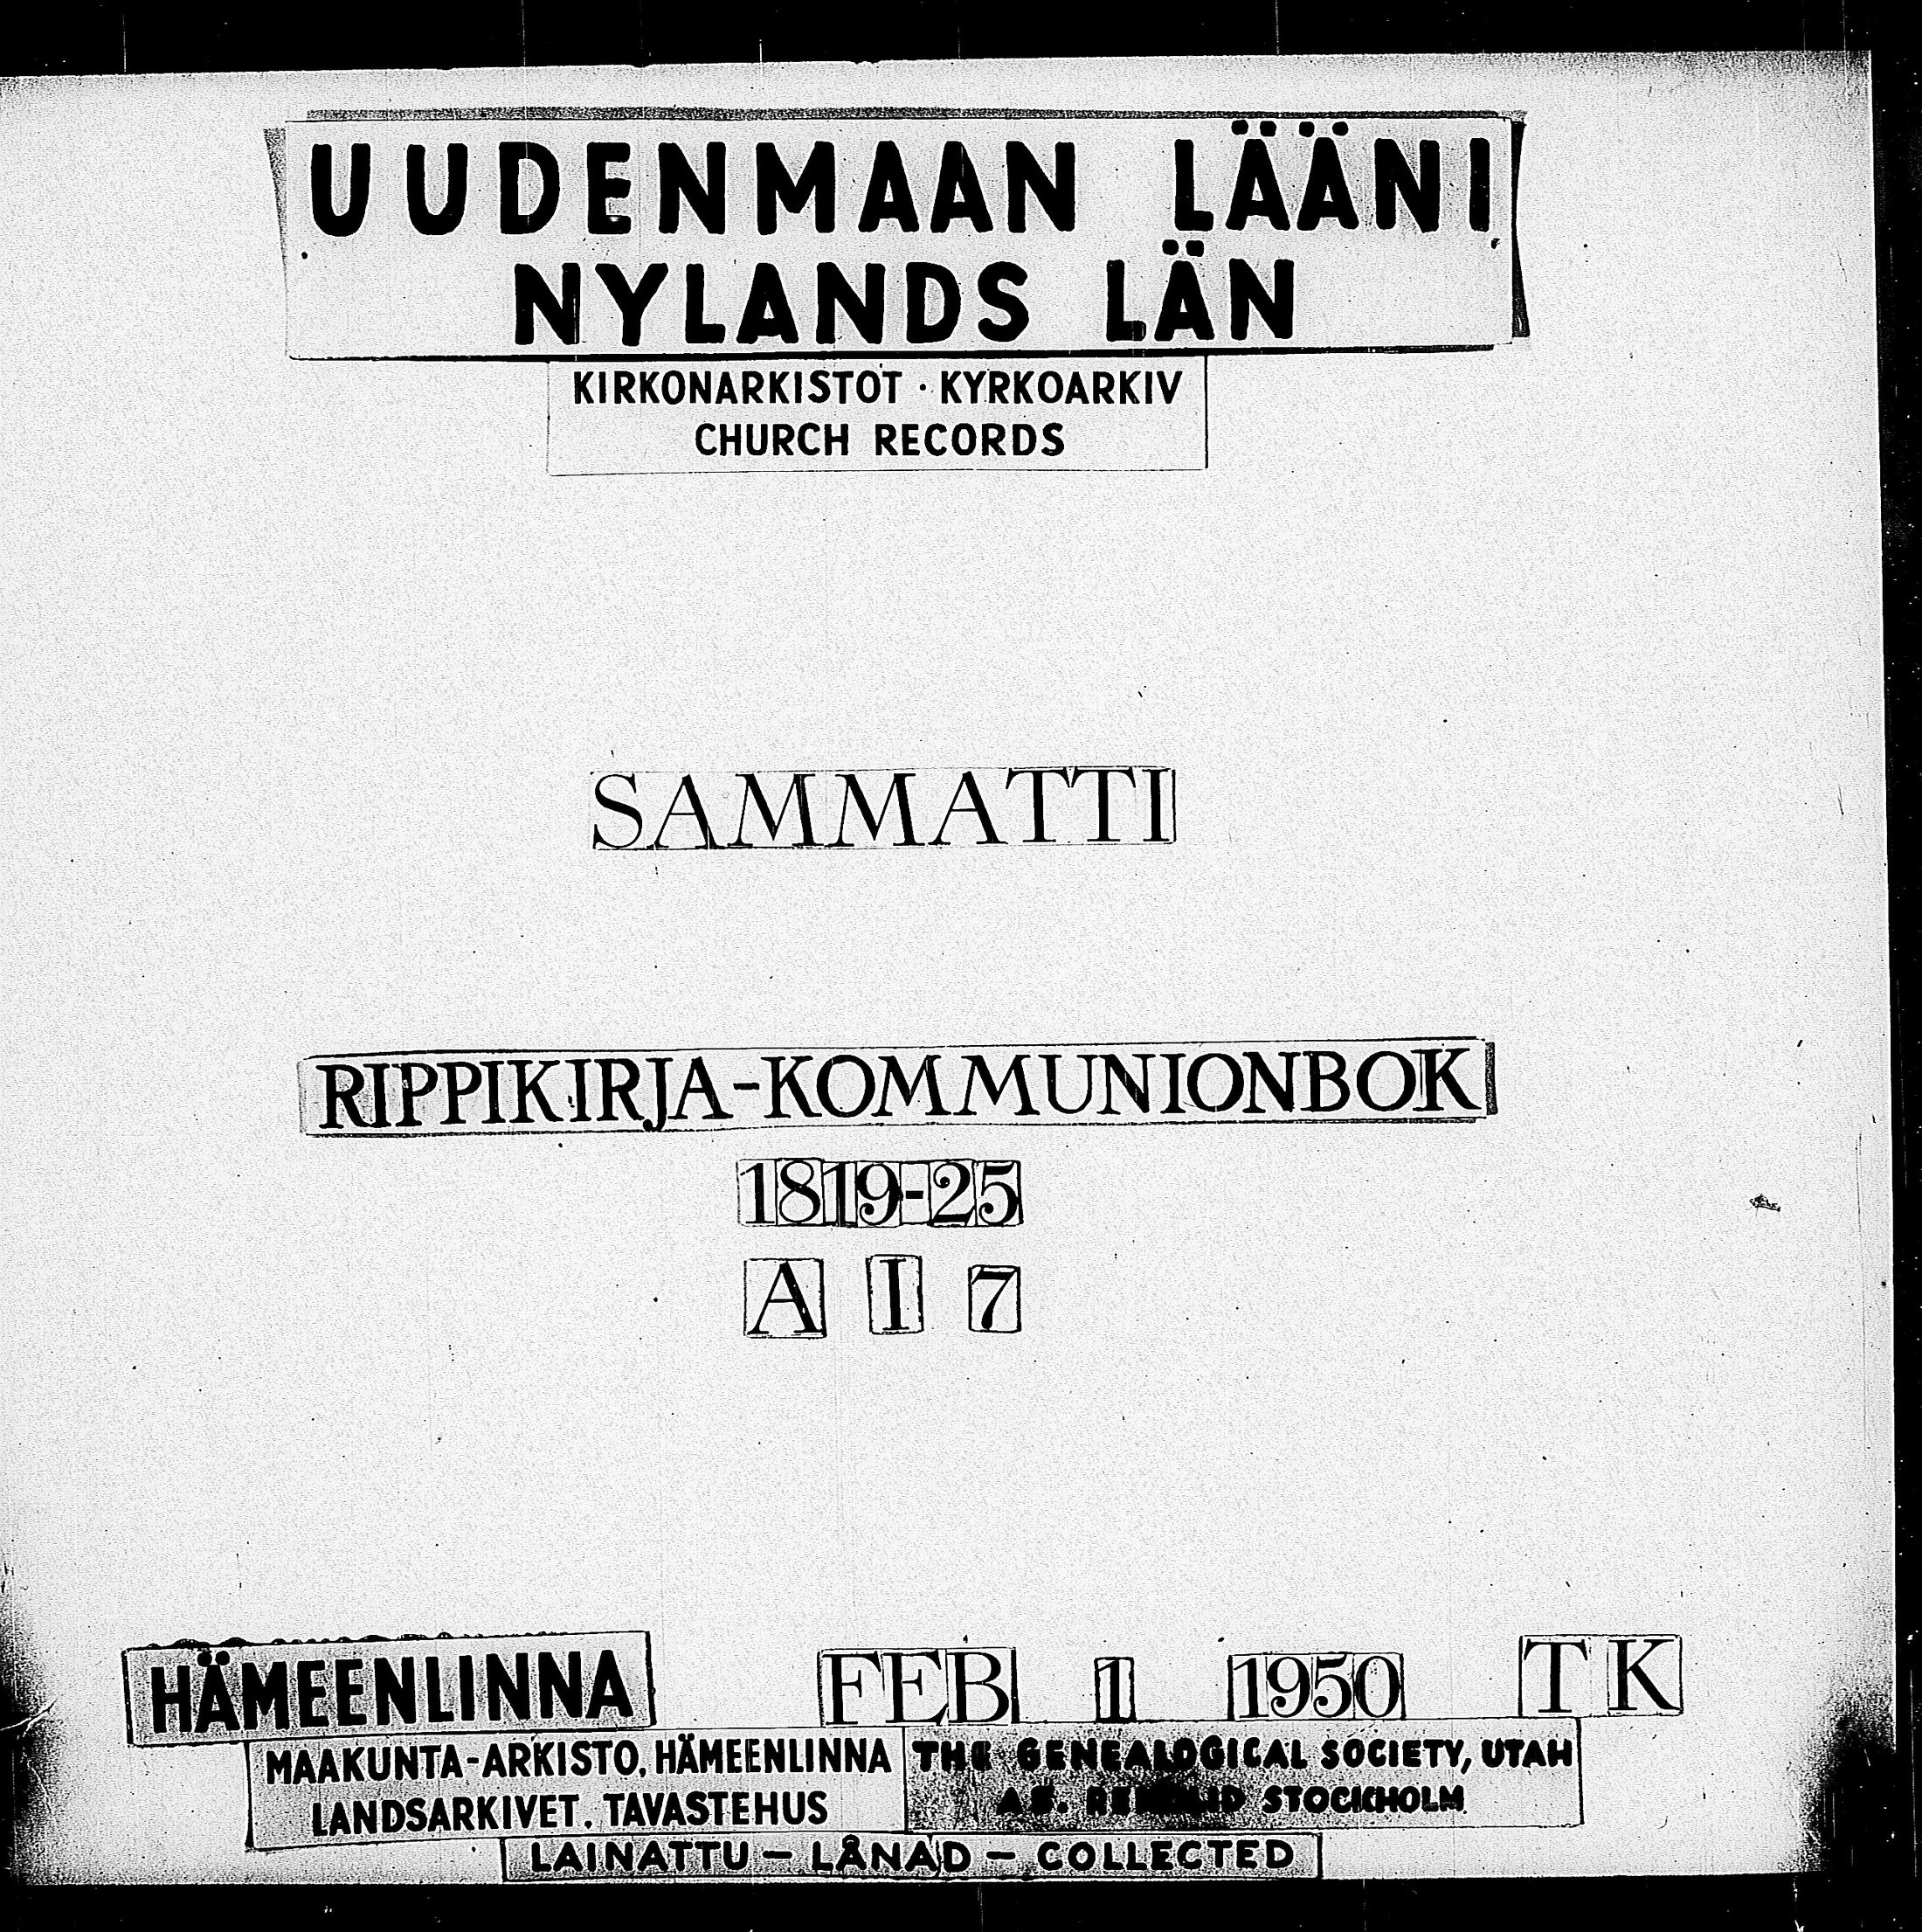 UUDENMAAN LÄÄNI
NYLANDS LÄN
KIRKONARKISTOT · KYRKOARKIV
CHURCH RECORDS
SAMMATTI
RIPPIKIRJA-KOMMUNIONBOK
1819-25
A I 7
HÄMEENLINNA FEB 1 1950 TK
MAAKUNTA-ARKISTO, HÄMEENLINNA
LANDSARKIVET, TAVASTEHUS
THE GENEALOGICAL SOCIETY, UTAH
STOCKHOLM
LAINATTU - LÅNAD - COLLECTED